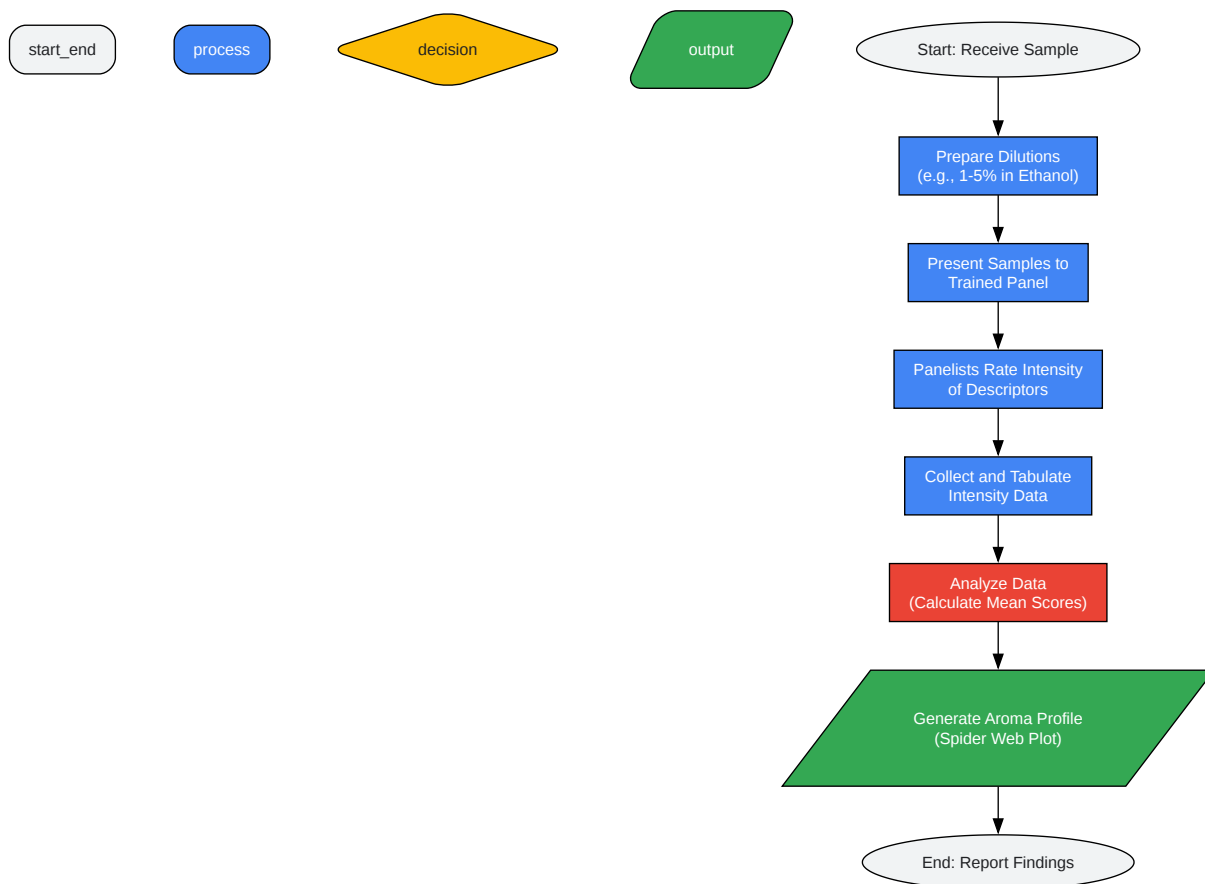 start_end
process
decision
output
Start: Receive Sample
Prepare Dilutions
(e.g., 1-5% in Ethanol)
Present Samples to
Trained Panel
Panelists Rate Intensity
of Descriptors
Collect and Tabulate
Intensity Data
Analyze Data
(Calculate Mean Scores)
Generate Aroma Profile
(Spider Web Plot)
End: Report Findings